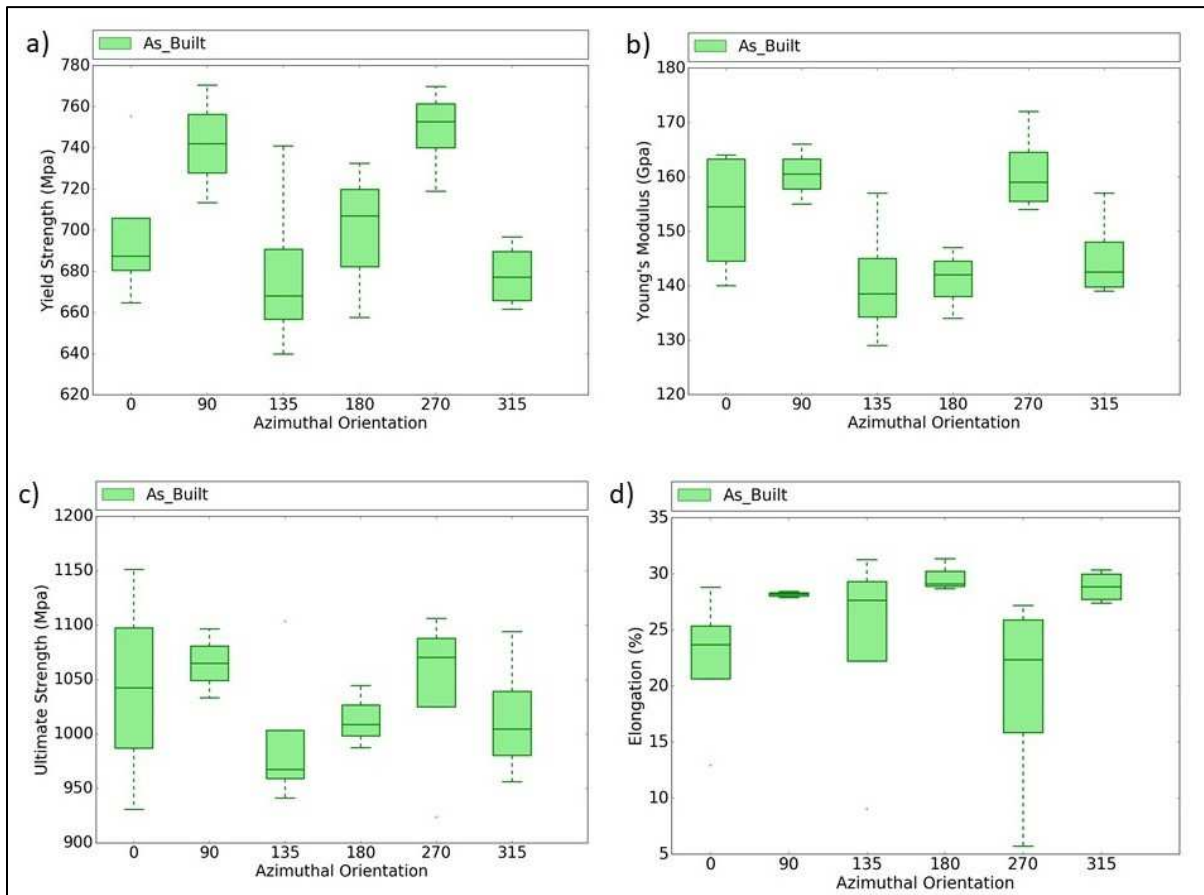 a)
As_Built
780
760
740
720
700
680
660
640
620
Yield Strength (Mpa)
0 90 135 180 270 315
Azimuthal Orientation
b)
As_Built
180
170
160
150
140
130
120
Young's Modulus (Gpa)
0 90 135 180 270 315
Azimuthal Orientation
c)
As_Built
1200
1150
1100
1050
1000
950
900
Ultimate Strength (Mpa)
0 90 135 180 270 315
Azimuthal Orientation
d)
As_Built
35
30
25
20
15
10
5
Elongation (%)
0 90 135 180 270 315
Azimuthal Orientation